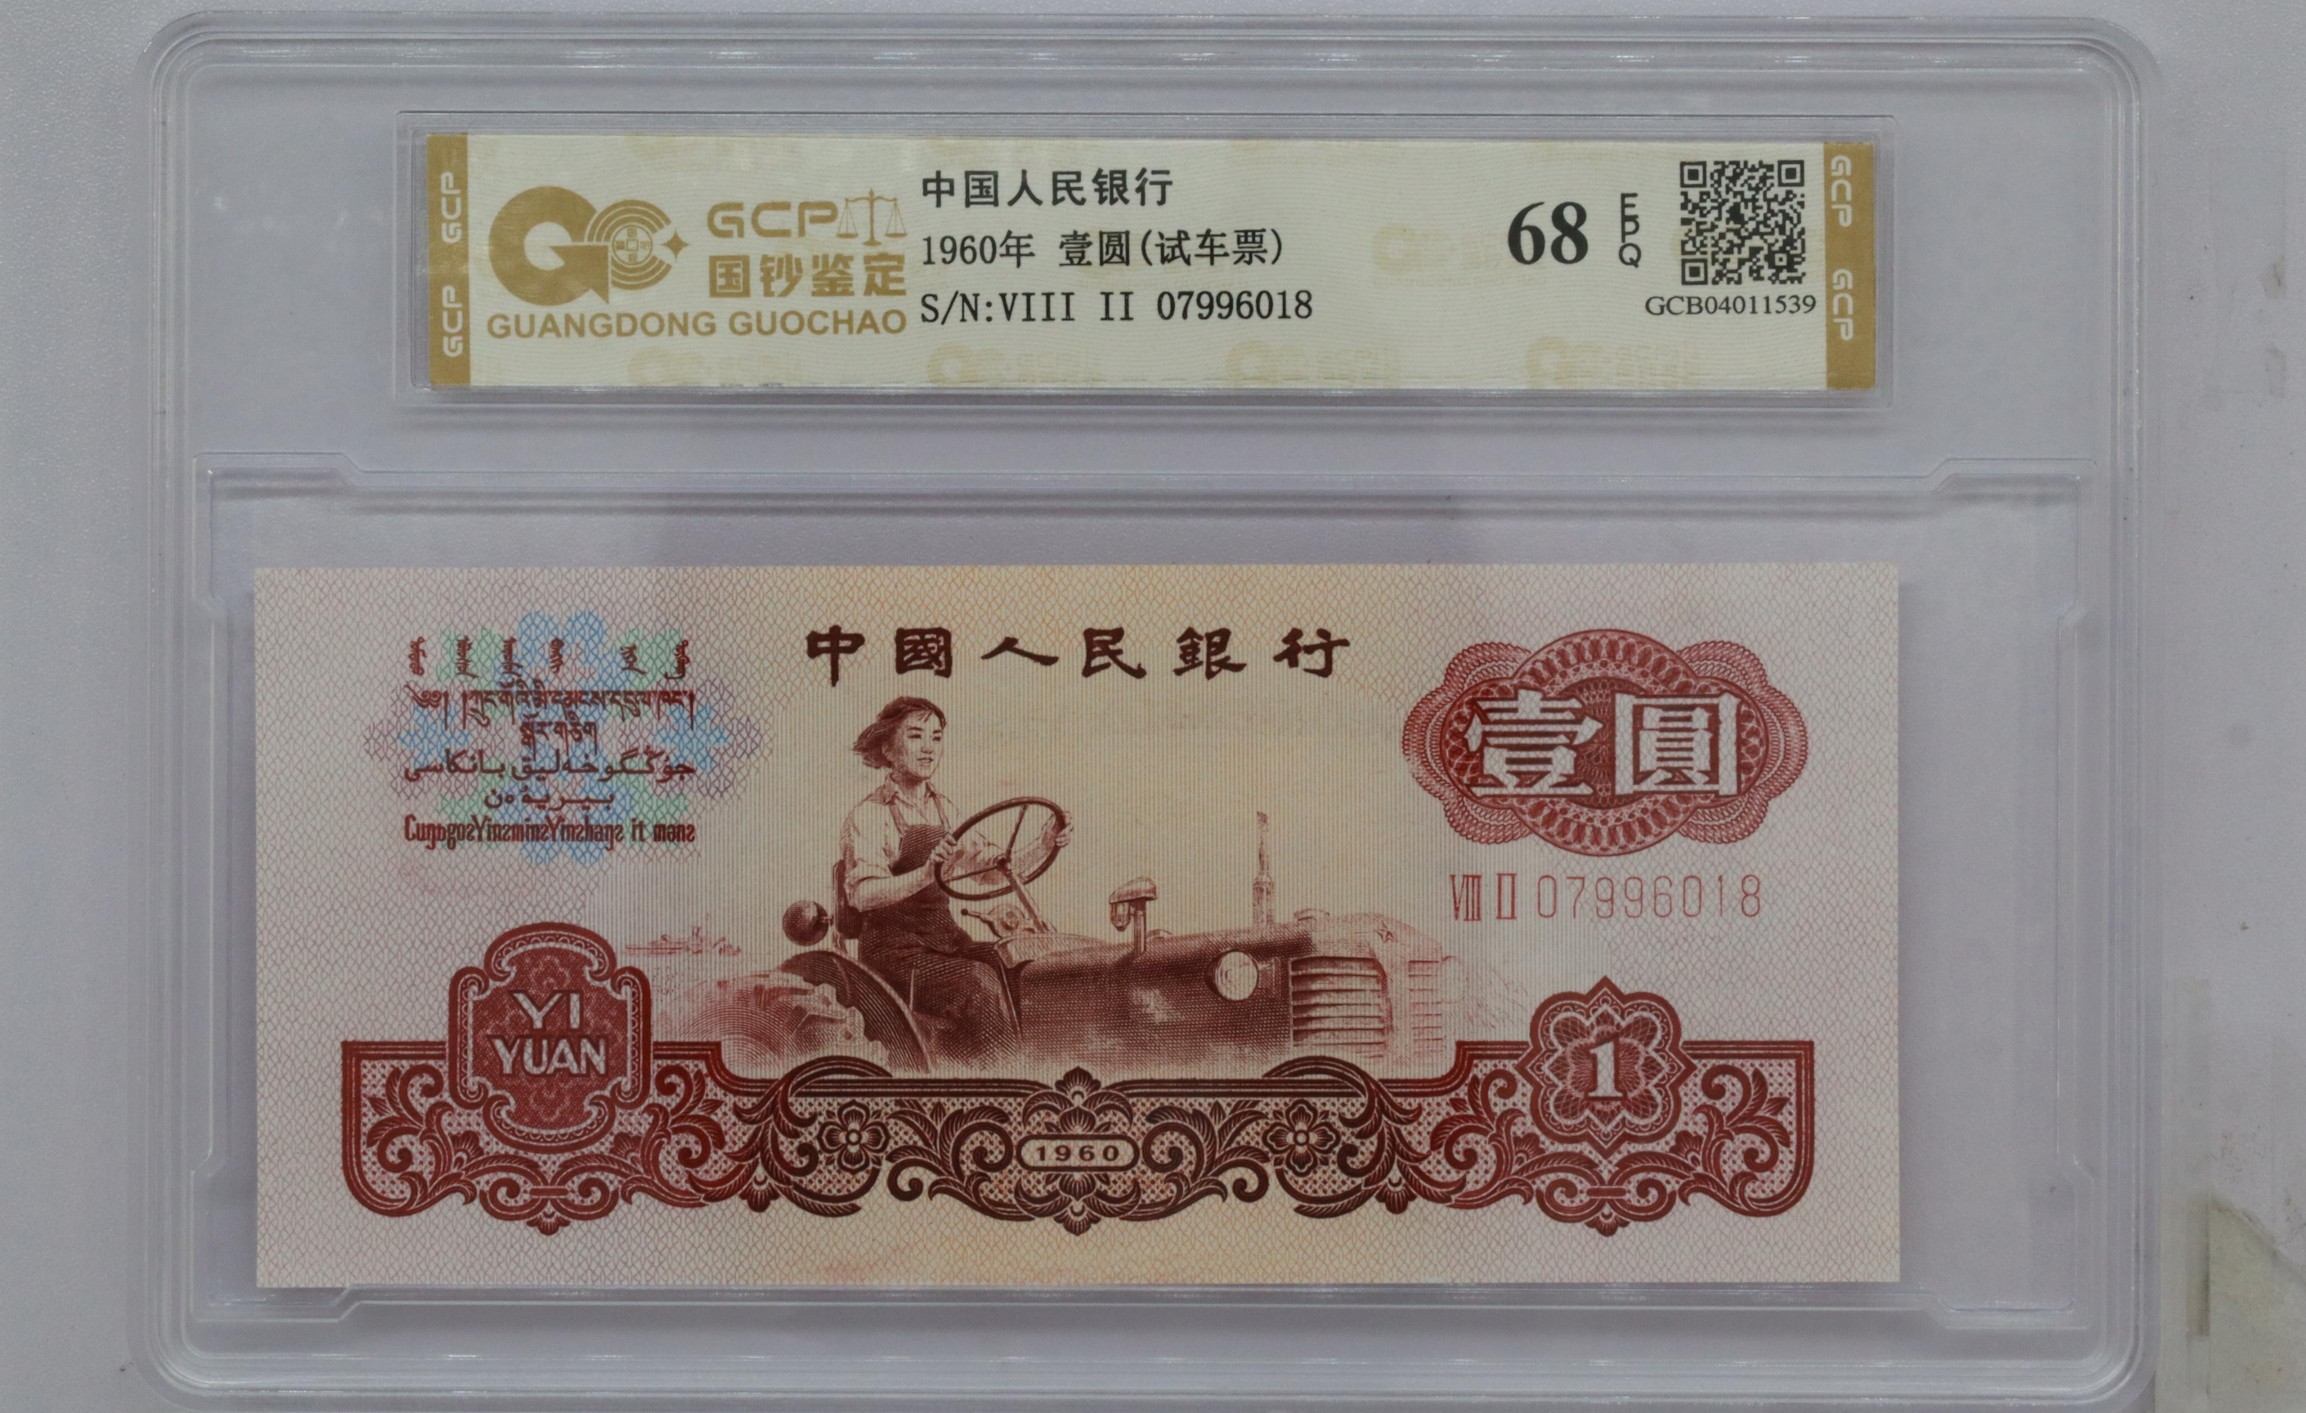 GCP GCP
GCP
国钞鉴定
GUANGDONG GUOCHAO
中国人民银行
1960年 壹圆(试车票)
S/N:VIII II 07996018
68 EPQ
GCB04011539
GCP GCP
中國人民銀行
壹圓
VIII II 07996018
YI
YUAN
1
1960